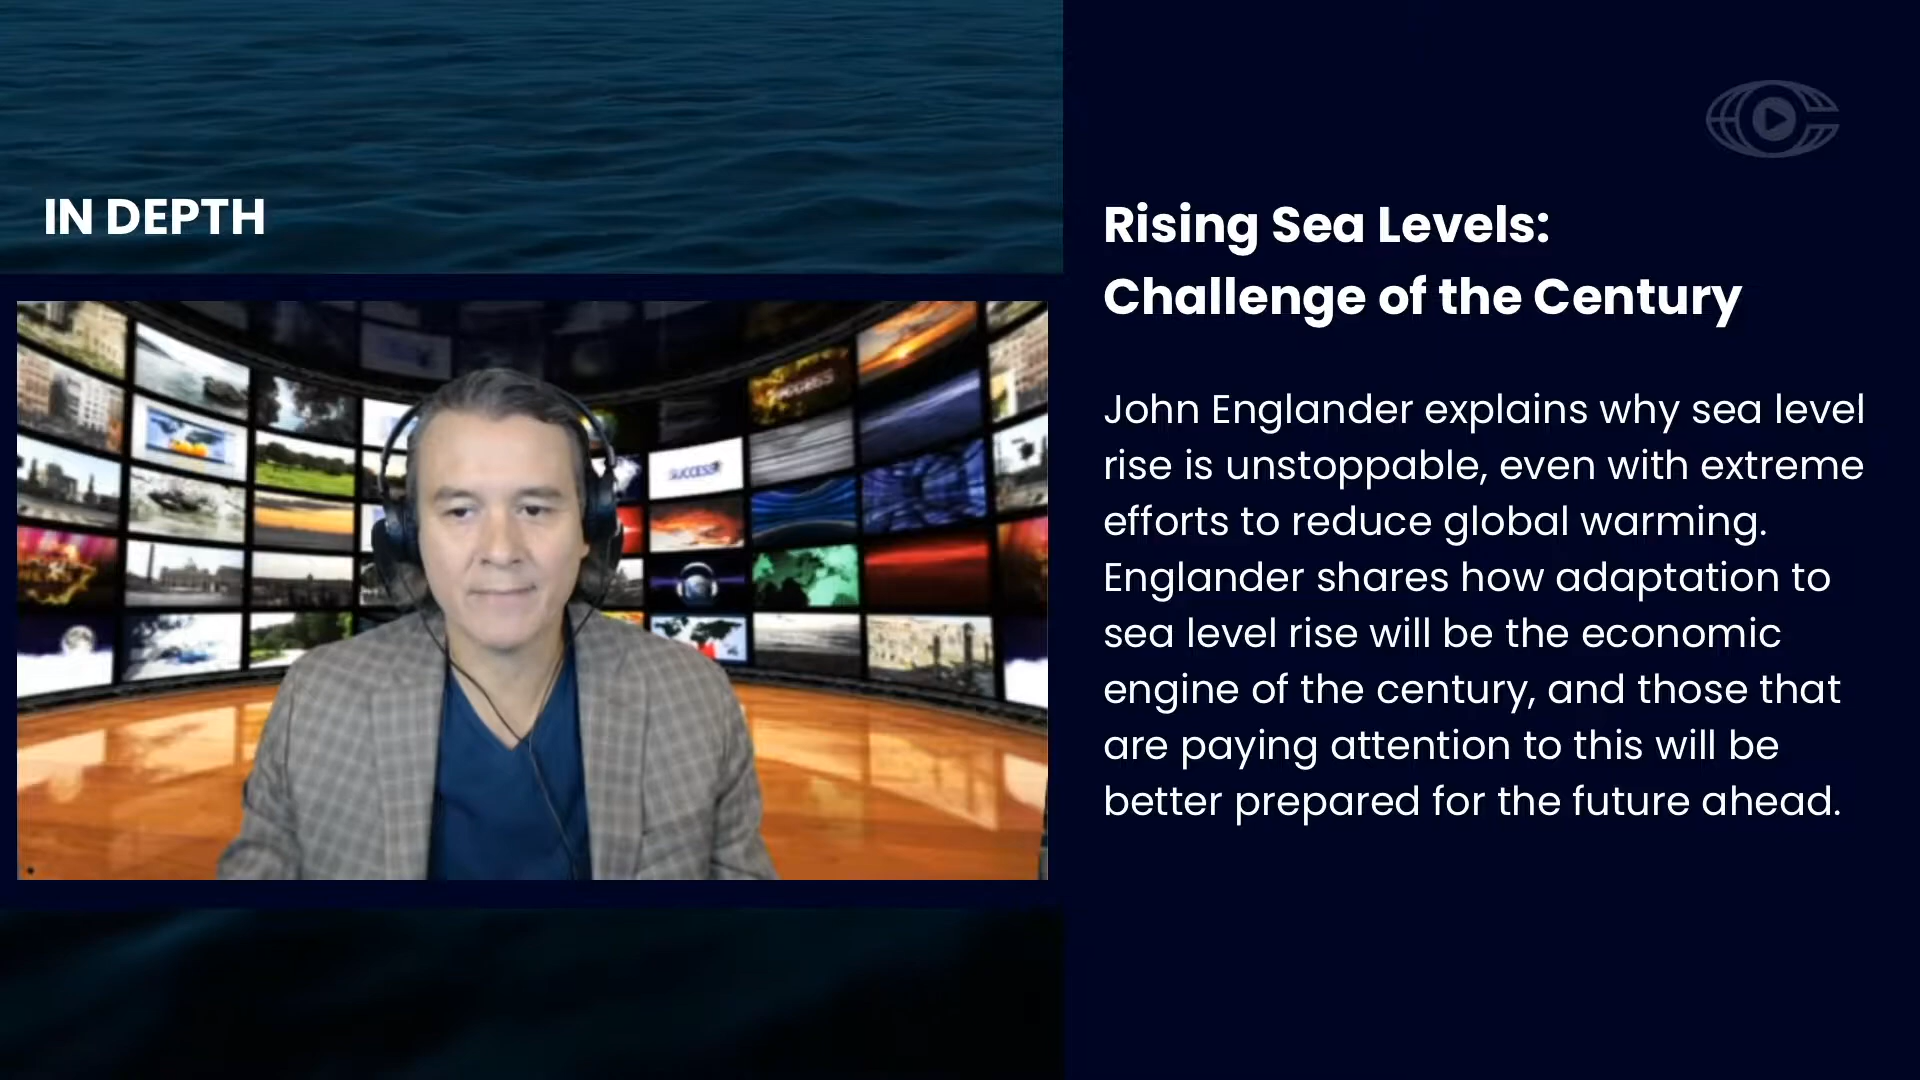 IN DEPTH
SUCCESS
SUCCESS
Rising Sea Levels:
Challenge of the Century
John Englander explains why sea level
rise is unstoppable, even with extreme
efforts to reduce global warming.
Englander shares how adaptation to
sea level rise will be the economic
engine of the century, and those that
are paying attention to this will be
better prepared for the future ahead.